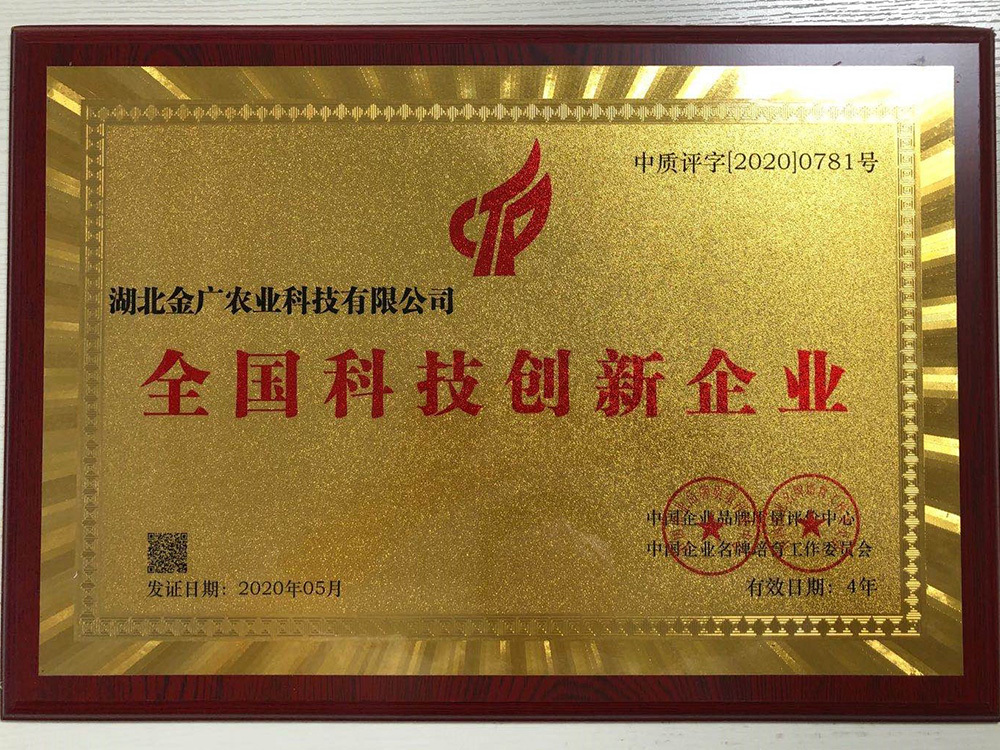 中质评字[2020]0781号
CTP
湖北金广农业科技有限公司
全国科技创新企业
中国企业品牌质量评价中心
中国企业名牌培育工作委员会
发证日期：2020年05月
有效日期：4年